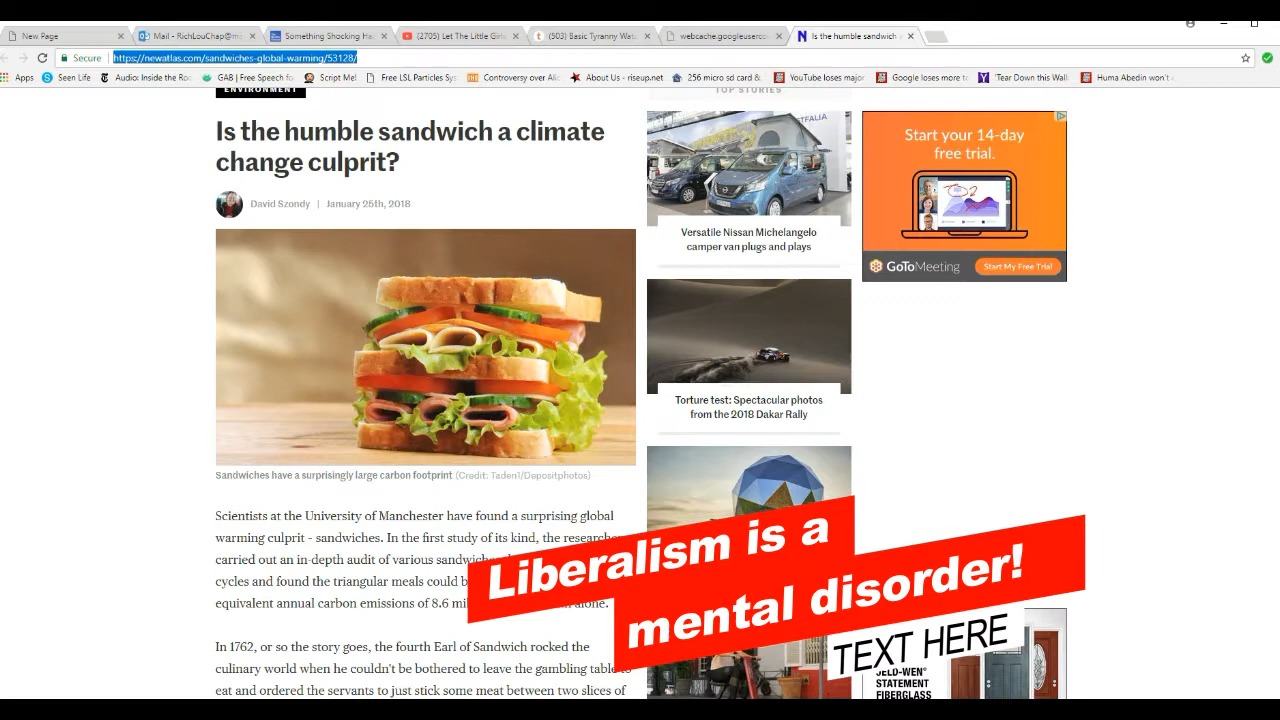 New Page
Mail - RichLouChap@m
Something Shocking Ha
(2705) Let The Little Sm
(503) Basic Tyranny Wat
webcache.googleuserco
Is the humble sandwich
Secure
https://newatlas.com/sandwiches-global-warming/53128/
Apps
Seen Life
Audio: Inside the Ro
GAB | Free Speech fo
Script Me!
Free LSL Particles Sy
Controversy over Ali
About Us - riseup.net
256 micro sc cam &
YouTube loses major
Google loses more t
'Tear Down this Wall
Huma Abedin won't
ENVIRONMENT
Is the humble sandwich a climate
change culprit?
David Szondy | January 25th, 2018
Sandwiches have a surprisingly large carbon footprint (Credit: Taden1/Depositphotos)
Scientists at the University of Manchester have found a surprising global
warming culprit - sandwiches. In the first study of its kind, the researche
carried out an in-depth audit of various sandwich
cycles and found the triangular meals could b
equivalent annual carbon emissions of 8.6 mil alone.
In 1762, or so the story goes, the fourth Earl of Sandwich rocked the
culinary world when he couldn't be bothered to leave the gambling table
eat and ordered the servants to just stick some meat between two slices of
TOP STORIES
STFALIA
Versatile Nissan Michelangelo
camper van plugs and plays
Torture test: Spectacular photos
from the 2018 Dakar Rally
Start your 14-day
free trial.
GoToMeeting
Start My Free Trial
Liberalism is a
mental disorder!
TEXT HERE
JELD-WEN®
STATEMENT
FIBERGLASS